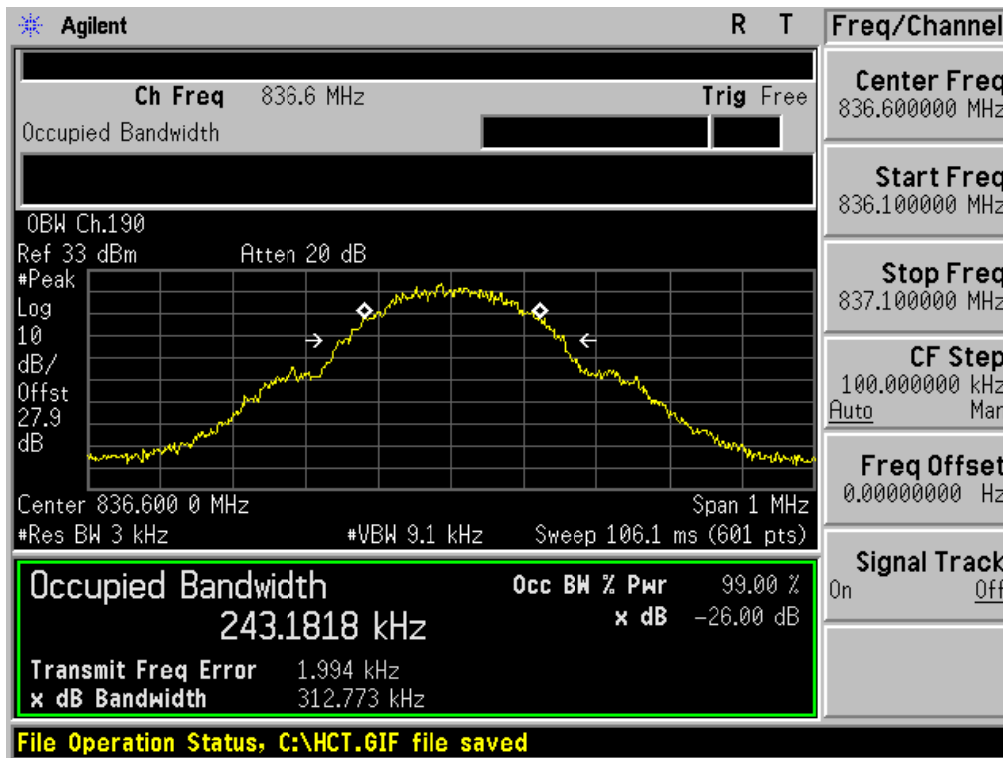 Agilent R T Freq/Channel
Ch Freq 836.6 MHz Trig Free
Occupied Bandwidth
Center Freq
836.600000 MHz
Start Freq
836.100000 MHz
Stop Freq
837.100000 MHz
CF Step
100.000000 kHz
Auto Man
Freq Offset
0.00000000 Hz
Signal Track
On Off
OBW Ch.190
Ref 33 dBm Atten 20 dB
#Peak
Log
10
dB/
Offst
27.9
dB
Center 836.600 0 MHz Span 1 MHz
#Res BW 3 kHz #VBW 9.1 kHz Sweep 106.1 ms (601 pts)
Occupied Bandwidth Occ BW % Pwr 99.00 %
243.1818 kHz x dB -26.00 dB
Transmit Freq Error 1.994 kHz
x dB Bandwidth 312.773 kHz
File Operation Status, C:\HCT.GIF file saved